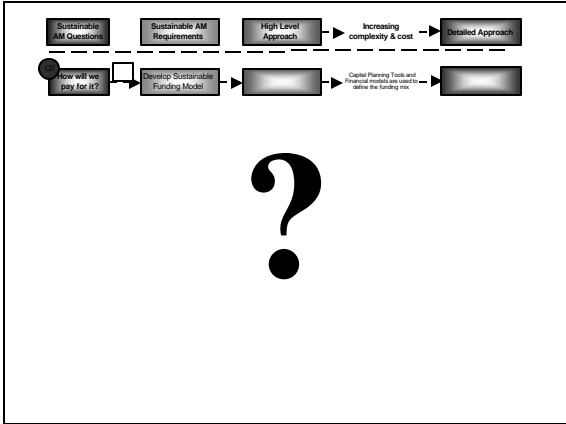 Sustainable
AM Questions
Sustainable AM
Requirements
High Level
Approach
Increasing
complexity & cost
Detailed Approach
Q7
How will we
pay for it?
Develop Sustainable
Funding Model
Capital Planning Tools and
Financial models are used to
define the funding mix
?